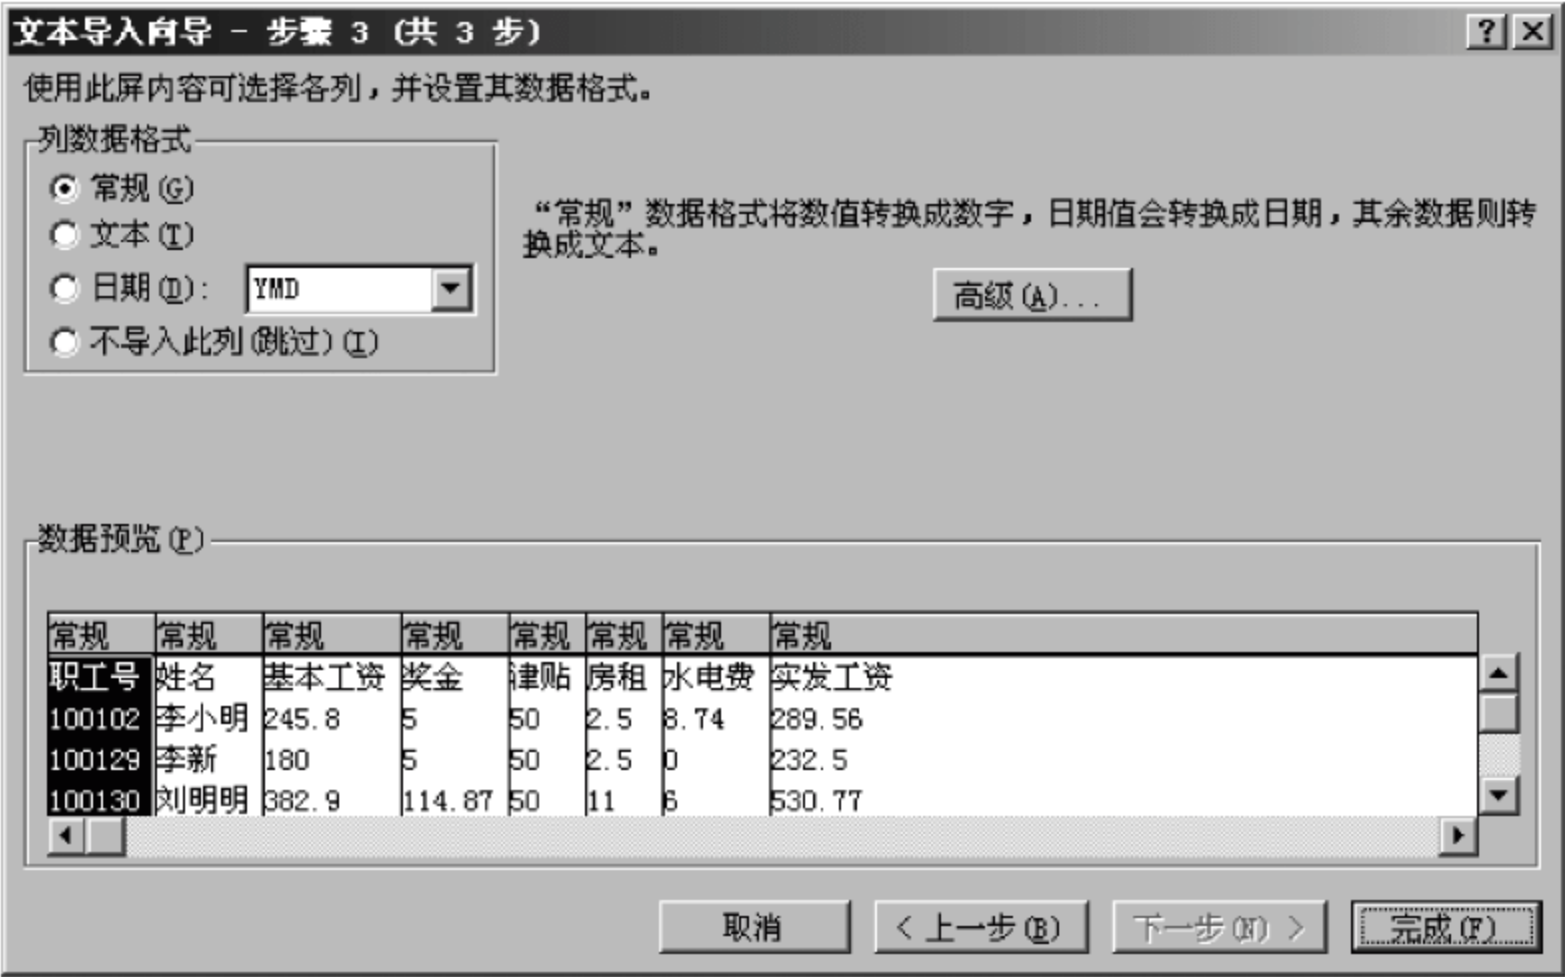 文本导入向导 - 步骤 3 (共 3 步)
使用此屏内容可选择各列，并设置其数据格式。
列数据格式
常规(G)
文本(T)
日期(D): YMD
不导入此列(跳过)(I)
“常规”数据格式将数值转换成数字，日期值会转换成日期，其余数据则转
换成文本。
高级(A)...
数据预览(P)
常规 常规 常规 常规 常规 常规 常规 常规
职工号 姓名 基本工资 奖金 津贴 房租 水电费 实发工资
100102 李小明 245.8 5 50 2.5 8.74 289.56
100129 李新 180 5 50 2.5 0 232.5
100130 刘明明 382.9 114.87 50 11 6 530.77
取消 < 上一步(B) 下一步(N) > 完成(F)